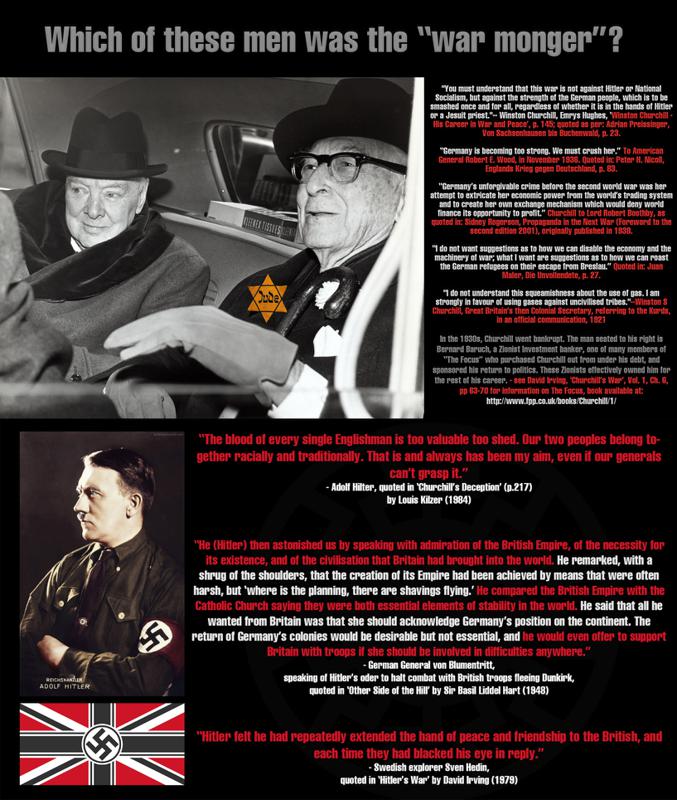 Which of these men was the “war monger”?
"You must understand that this war is not against Hitler or National
Socialism, but against the strength of the German people, which is to be
smashed once and for all, regardless of whether it is in the hands of Hitler
or a Jesuit priest."– Winston Churchill, Emrys Hughes, 'Winston Churchill -
His Career in War and Peace', p. 145; quoted as per: Adrian Preissinger,
Von Sachsenhausen bis Buchenwald, p. 23.
"Germany is becoming too strong. We must crush her." To American
General Robert E. Wood, in November 1936. Quoted in: Peter H. Nicoll,
Englands Krieg gegen Deutschland, p. 63.
"Germany's unforgivable crime before the second world war was her
attempt to extricate her economic power from the world's trading system
and to create her own exchange mechanism which would deny world
finance its opportunity to profit." Churchill to Lord Robert Boothby, as
quoted in: Sidney Rogerson, Propaganda in the Next War (Foreword to the
second edition 2001), originally published in 1938.
"I do not want suggestions as to how we can disable the economy and the
machinery of war; what I want are suggestions as to how we can roast
the German refugees on their escape from Breslau." Quoted in: Juan
Maler, Die Unvollendete, p. 27.
"I do not understand this squeamishness about the use of gas. I am
strongly in favour of using gases against uncivilised tribes."–Winston S
Churchill, Great Britain's then Colonial Secretary, referring to the Kurds,
in an official communication, 1921
In the 1930s, Churchill went bankrupt. The man seated to his right is
Bernard Baruch, a Zionist Investment banker, one of many members of
"The Focus" who purchased Churchill out from under his debt, and
sponsored his return to politics. These Zionists effectively owned him for
the rest of his career. - see David Irving, 'Churchill's War', Vol. 1, Ch. 6,
pp 63-70 for information on The Focus, book available at:
http://www.fpp.co.uk/books/Churchill/1/
KLEENEX TISSUES
Jude
“The blood of every single Englishman is too valuable too shed. Our two peoples belong to-
gether racially and traditionally. That is and always has been my aim, even if our generals
can’t grasp it.”
- Adolf Hilter, quoted in ‘Churchill’s Deception’ (p.217)
by Louis Kilzer (1984)
“He (Hitler) then astonished us by speaking with admiration of the British Empire, of the necessity for
its existence, and of the civilisation that Britain had brought into the world. He remarked, with a
shrug of the shoulders, that the creation of its Empire had been achieved by means that were often
harsh, but ‘where is the planning, there are shavings flying.’ He compared the British Empire with the
Catholic Church saying they were both essential elements of stability in the world. He said that all he
wanted from Britain was that she should acknowledge Germany’s position on the continent. The
return of Germany’s colonies would be desirable but not essential, and he would even offer to support
Britain with troops if she should be involved in difficulties anywhere.”
- German General von Blumentritt,
speaking of Hitler’s oder to halt combat with British troops fleeing Dunkirk,
quoted in ‘Other Side of the Hill’ by Sir Basil Liddel Hart (1948)
REICHSKANZLER
ADOLF HITLER
“Hitler felt he had repeatedly extended the hand of peace and friendship to the British, and
each time they had blacked his eye in reply.”
- Swedish explorer Sven Hedin,
quoted in ‘Hitler’s War’ by David Irving (1979)